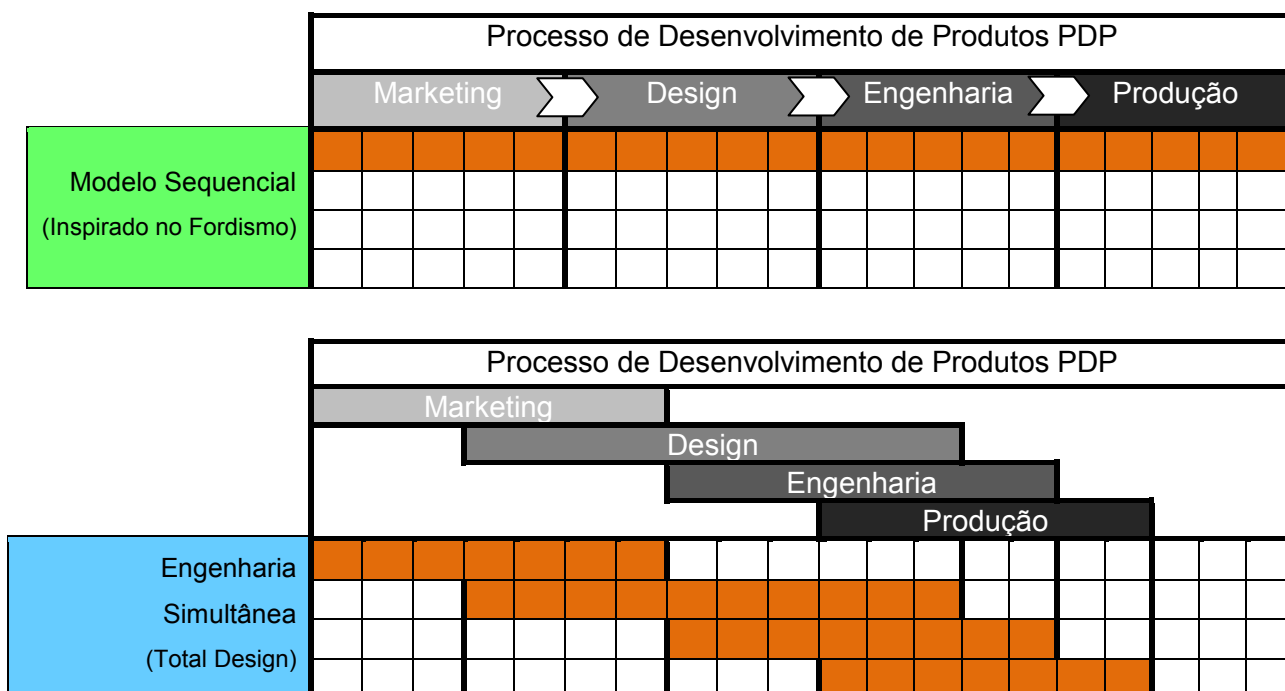 Processo de Desenvolvimento de Produtos PDP
Marketing
Design
Engenharia
Produção
Modelo Sequencial
(Inspirado no Fordismo)
Processo de Desenvolvimento de Produtos PDP
Marketing
Design
Engenharia
Produção
Engenharia
Simultânea
(Total Design)